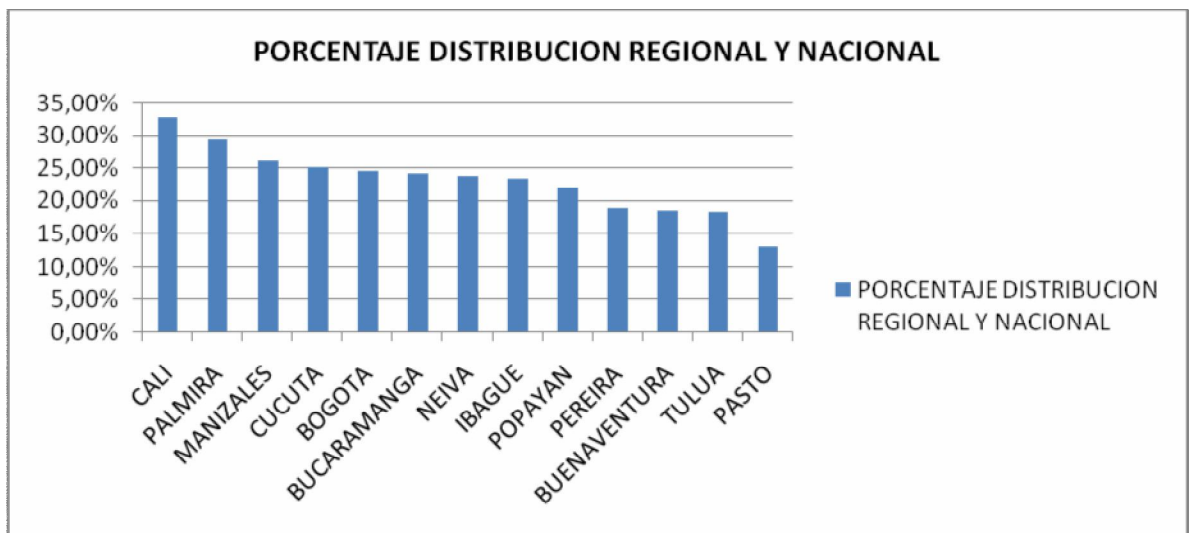 PORCENTAJE DISTRIBUCION REGIONAL Y NACIONAL
35,00%
30,00%
25,00%
20,00%
15,00%
10,00%
5,00%
0,00%
CALI
PALMIRA
MANIZALES
CUCUTA
BOGOTA
BUCARAMANGA
NEIVA
IBAGUE
POPAYAN
PEREIRA
BUENAVENTURA
TULUA
PASTO
PORCENTAJE DISTRIBUCION
REGIONAL Y NACIONAL